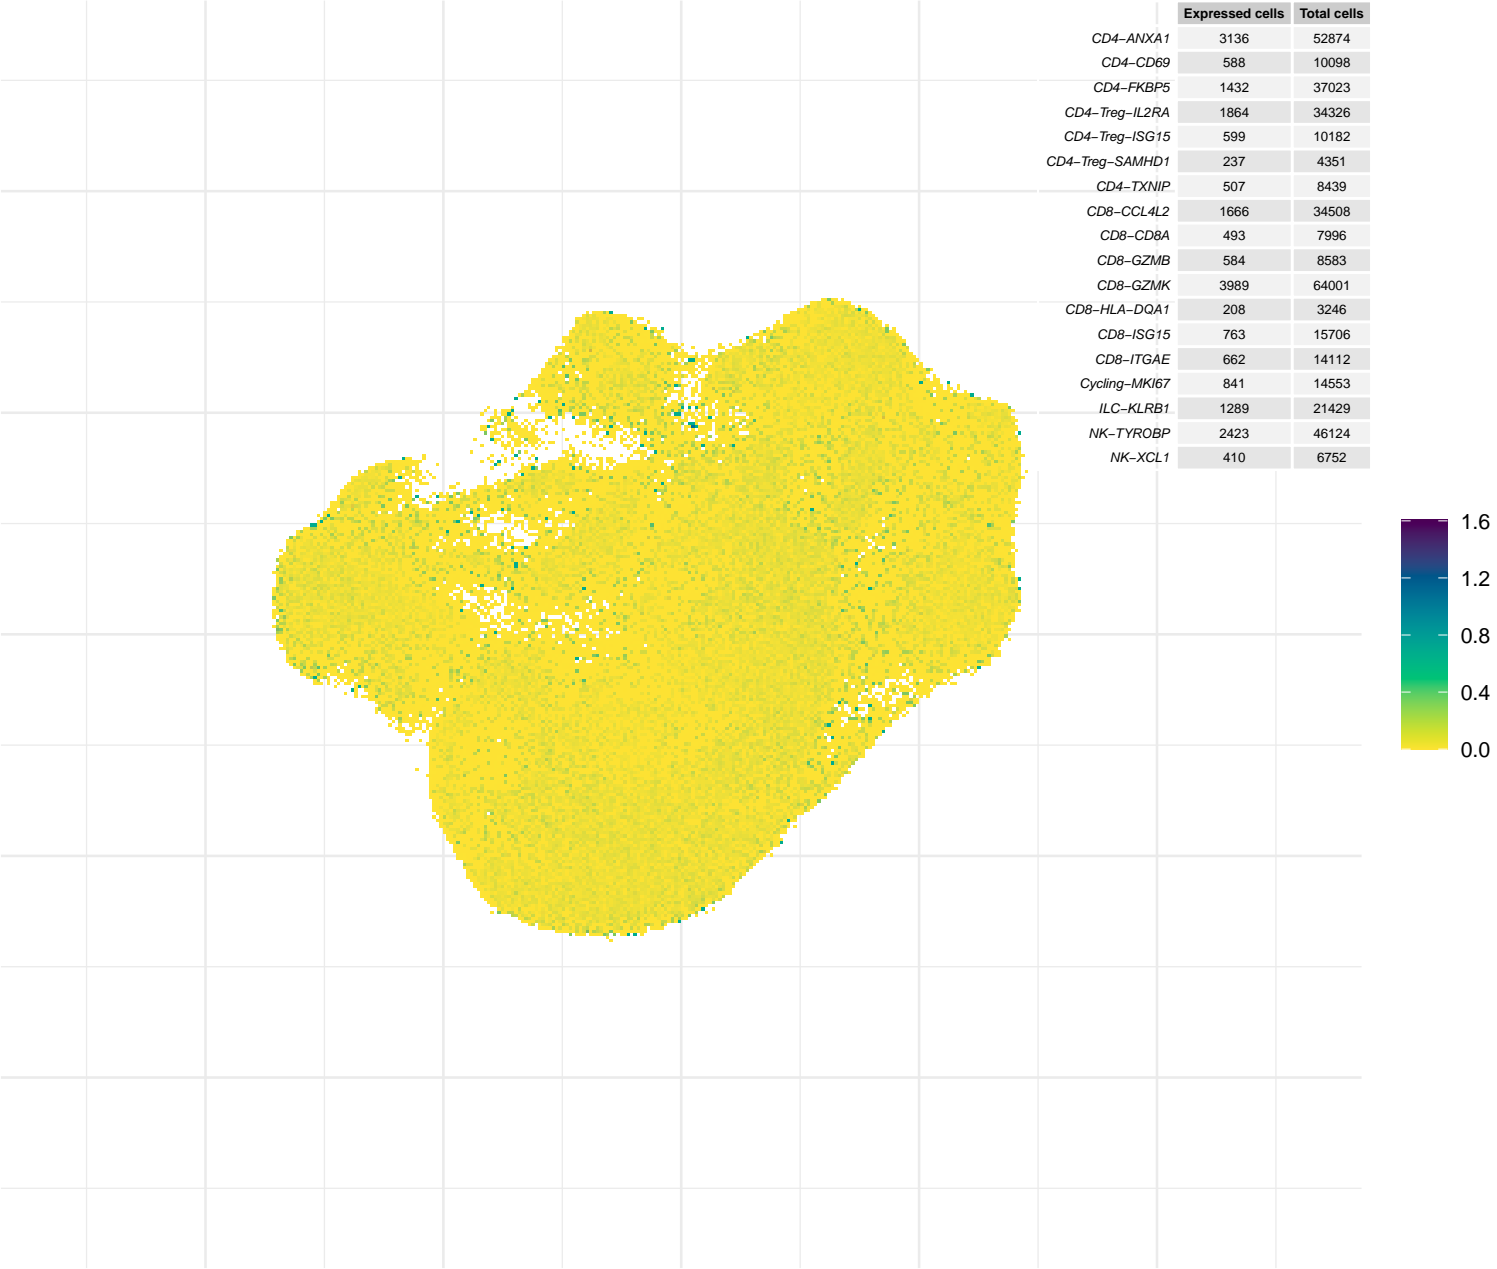 Expressed cells Total cells
CD4−ANXA1 3136 52874
CD4−CD69 588 10098
CD4−FKBP5 1432 37023
CD4−Treg−IL2RA 1864 34326
CD4−Treg−ISG15 599 10182
CD4−Treg−SAMHD1 237 4351
CD4−TXNIP 507 8439
CD8−CCL4L2 1666 34508
CD8−CD8A 493 7996
CD8−GZMB 584 8583
CD8−GZMK 3989 64001
CD8−HLA−DQA1 208 3246
CD8−ISG15 763 15706
CD8−ITGAE 662 14112
Cycling−MKI67 841 14553
ILC−KLRB1 1289 21429
NK−TYROBP 2423 46124
NK−XCL1 410 6752
1.6
1.2
0.8
0.4
0.0